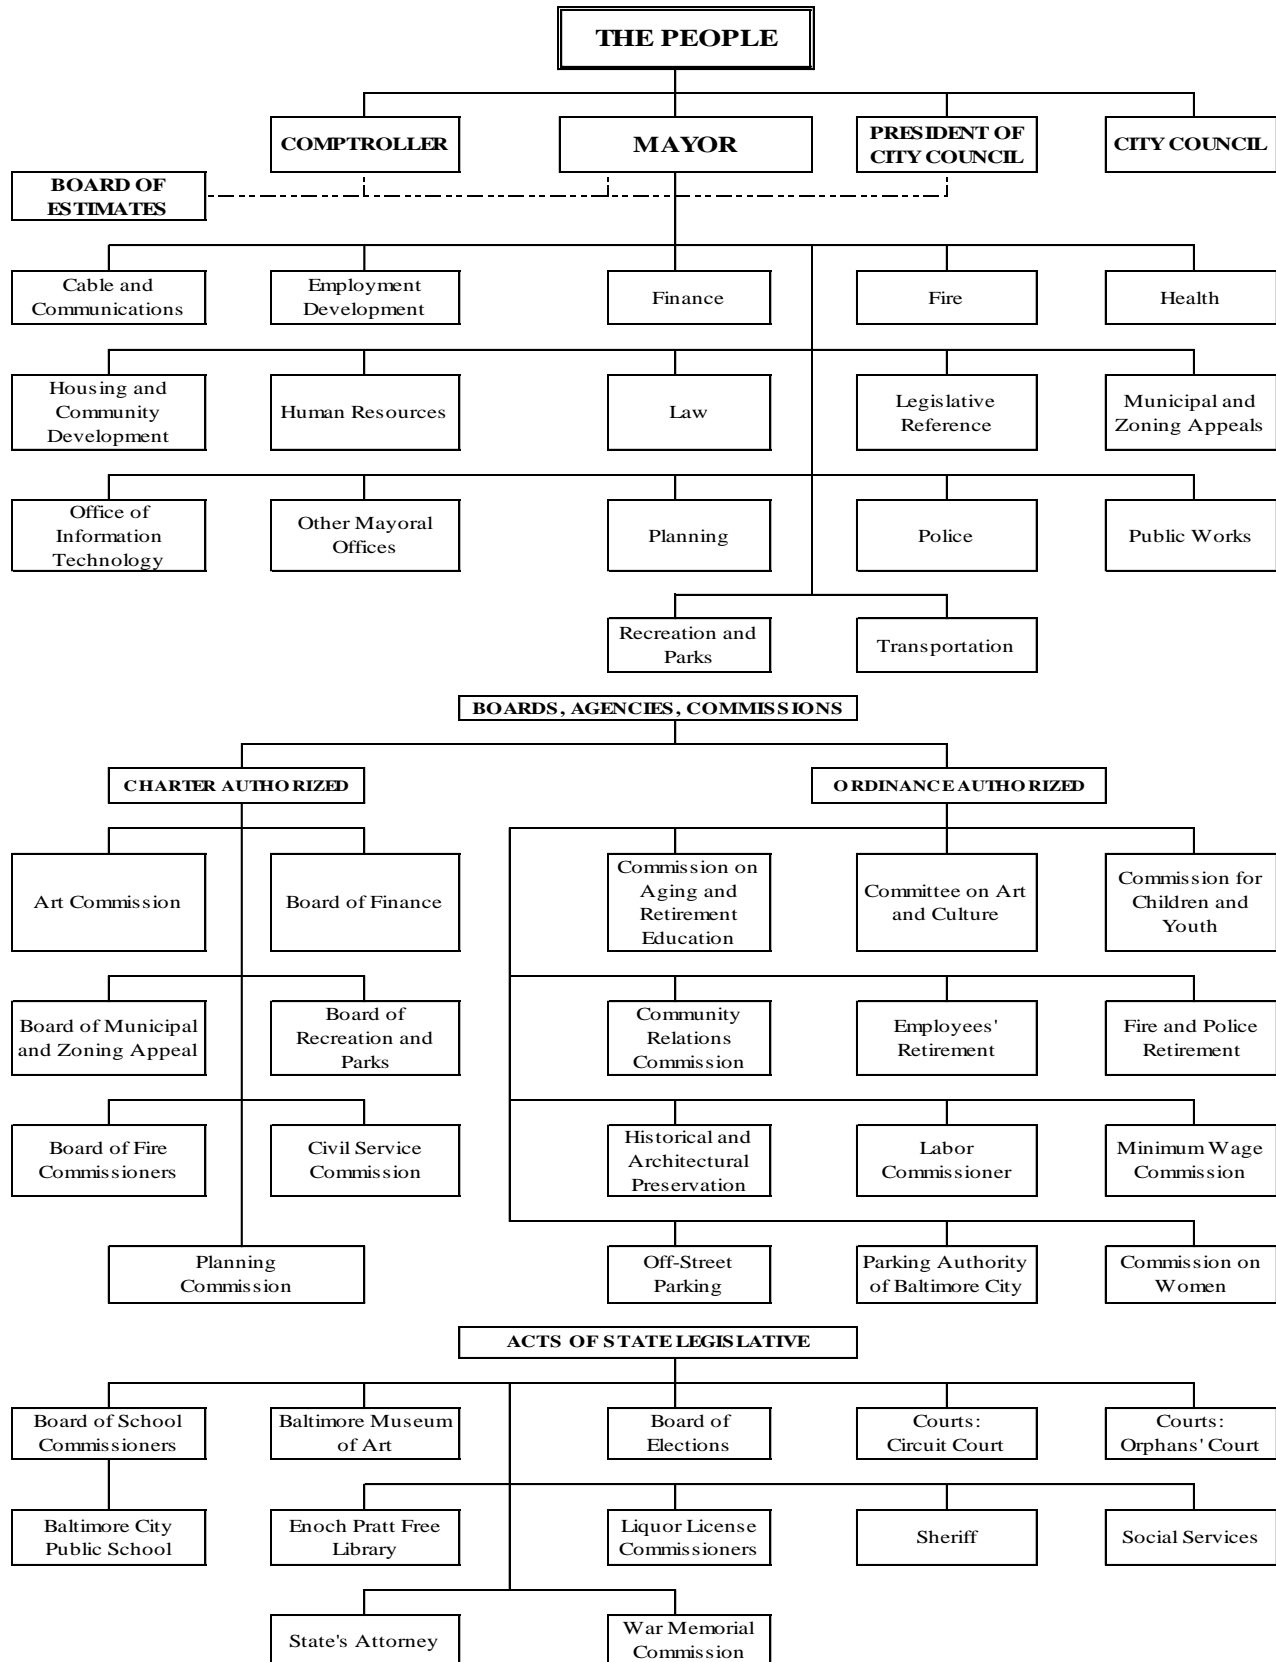 THE PEOPLE
COMPTROLLER
MAYOR
PRESIDENT OF
CITY COUNCIL
CITY COUNCIL
BOARD OF
ESTIMATES
Cable and
Communications
Employment
Development
Finance
Fire
Health
Housing and
Community
Development
Human Resources
Law
Legislative
Reference
Municipal and
Zoning Appeals
Office of
Information
Technology
Other Mayoral
Offices
Planning
Police
Public Works
Recreation and
Parks
Transportation
BOARDS, AGENCIES, COMMISSIONS
CHARTER AUTHORIZED
ORDINANCE AUTHORIZED
Art Commission
Board of Finance
Commission on
Aging and
Retirement
Education
Committee on Art
and Culture
Commission for
Children and
Youth
Board of Municipal
and Zoning Appeal
Board of
Recreation and
Parks
Community
Relations
Commission
Employees'
Retirement
Fire and Police
Retirement
Board of Fire
Commissioners
Civil Service
Commission
Historical and
Architectural
Preservation
Labor
Commissioner
Minimum Wage
Commission
Planning
Commission
Off-Street
Parking
Parking Authority
of Baltimore City
Commission on
Women
ACTS OF STATE LEGISLATIVE
Board of School
Commissioners
Baltimore Museum
of Art
Board of
Elections
Courts:
Circuit Court
Courts:
Orphans' Court
Baltimore City
Public School
Enoch Pratt Free
Library
Liquor License
Commissioners
Sheriff
Social Services
State's Attorney
War Memorial
Commission